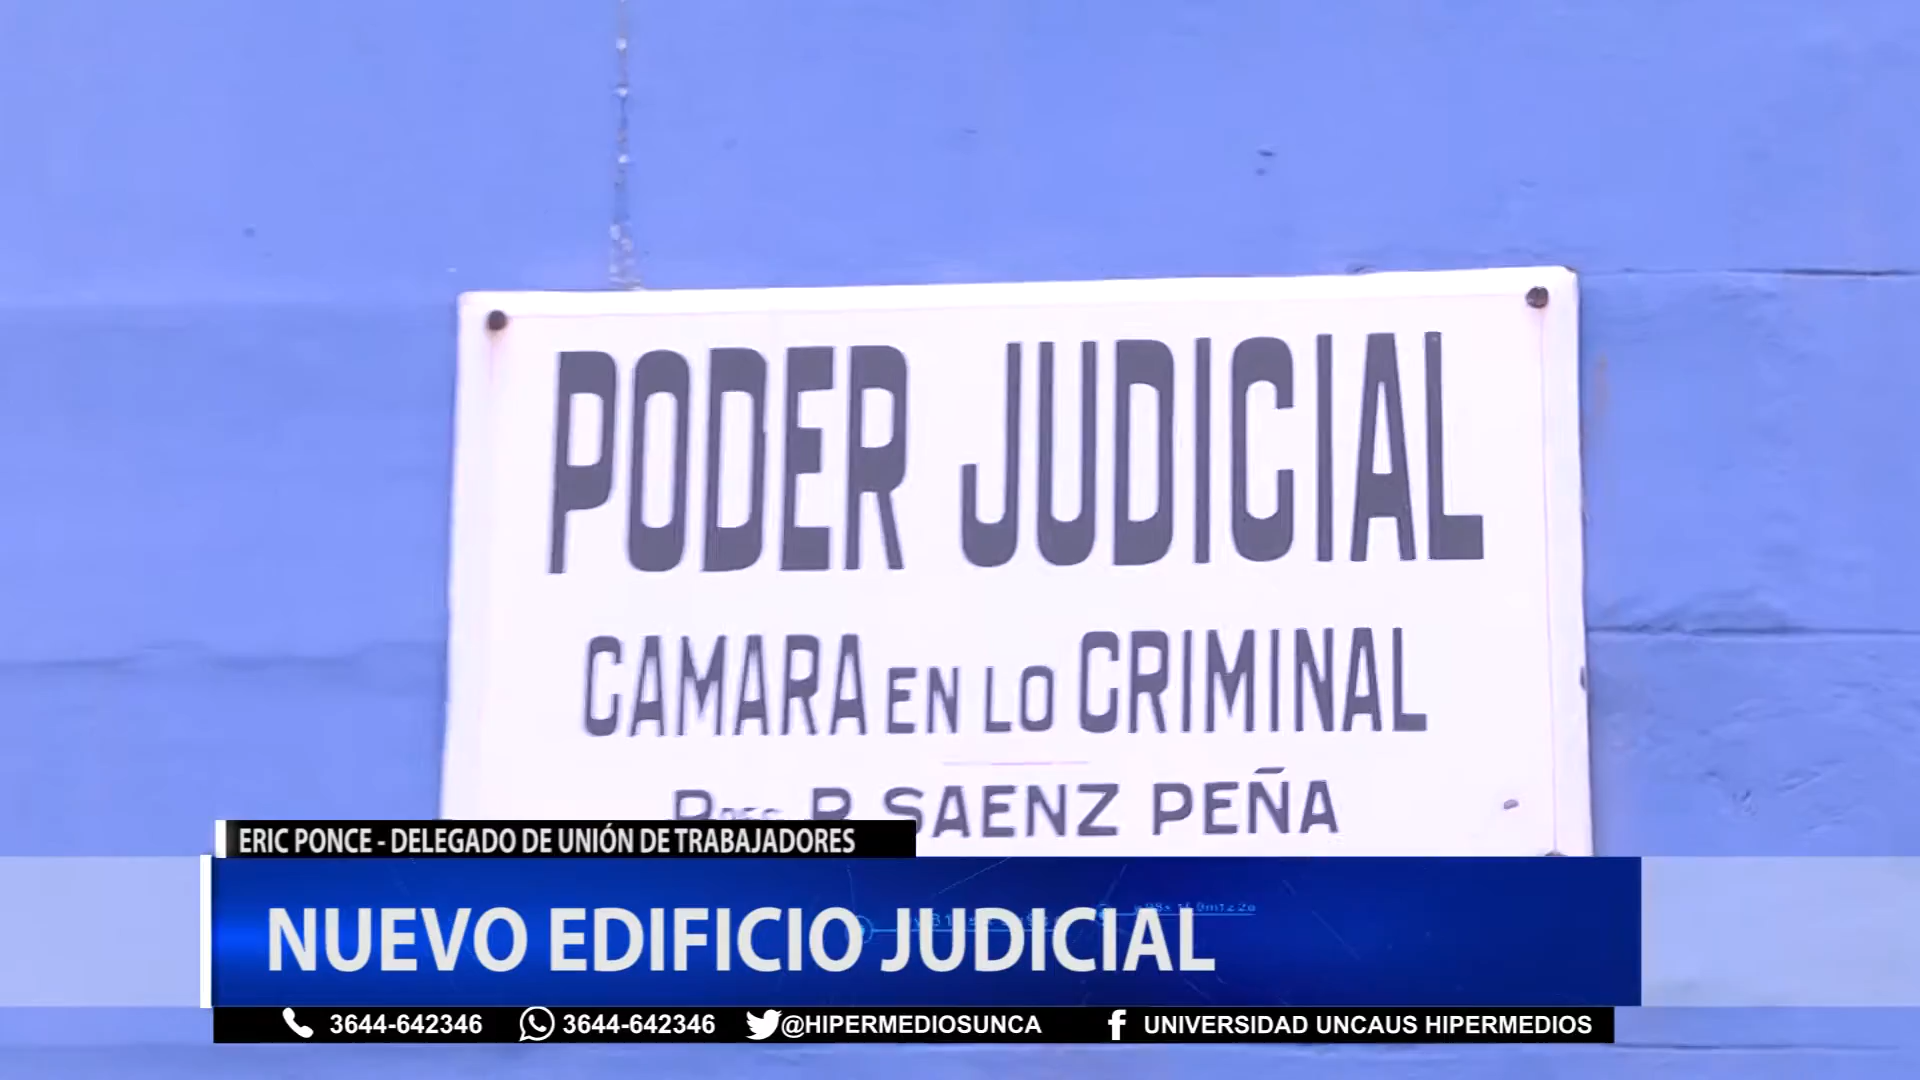 PODER JUDICIAL
CAMARA EN LO CRIMINAL
SAENZ PEÑA
ERIC PONCE - DELEGADO DE UNIÓN DE TRABAJADORES
NUEVO EDIFICIO JUDICIAL
3644-642346 3644-642346 @HIPERMEDIOSUNCA UNIVERSIDAD UNCAUS HIPERMEDIOS